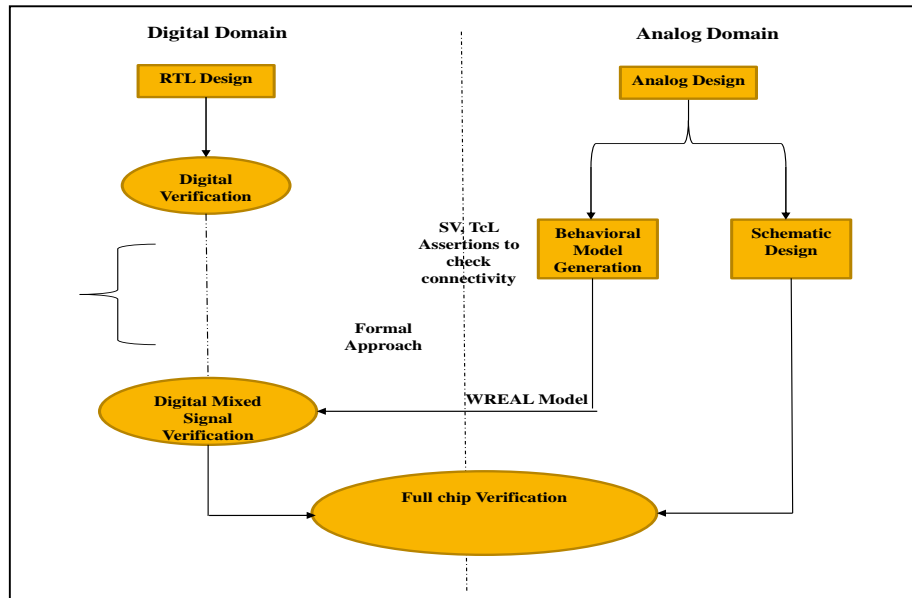 Digital Domain
Analog Domain
RTL Design
Analog Design
Digital
Verification
SV, TcL
Assertions to
check
connectivity
Behavioral
Model
Generation
Schematic
Design
Formal
Approach
Digital Mixed
Signal
Verification
WREAL Model
Full chip Verification